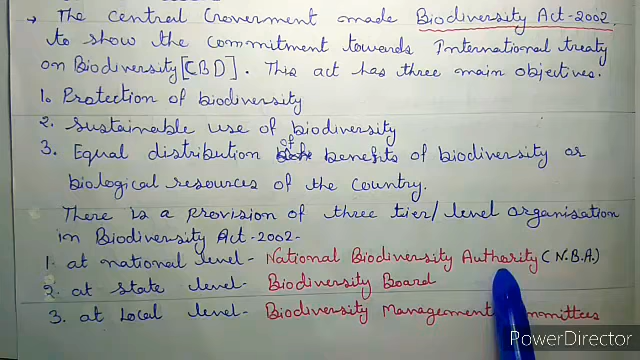 → The central Government made Biodiversity Act-2002.
to show the commitment towards International treaty
on Biodiversity [CBD]. This act has three main objectives.
1. Protection of biodiversity
2. Sustainable use of biodiversity
3. Equal distribution of benefits of biodiversity or
biological resources of the country.
There is a provision of three tier/level organisation
in Biodiversity Act-2002-
1. at national level- National Biodiversity Authority (N.B.A.)
2. at state level- Biodiversity Board
3. at Local level- Biodiversity Management
PowerDirector